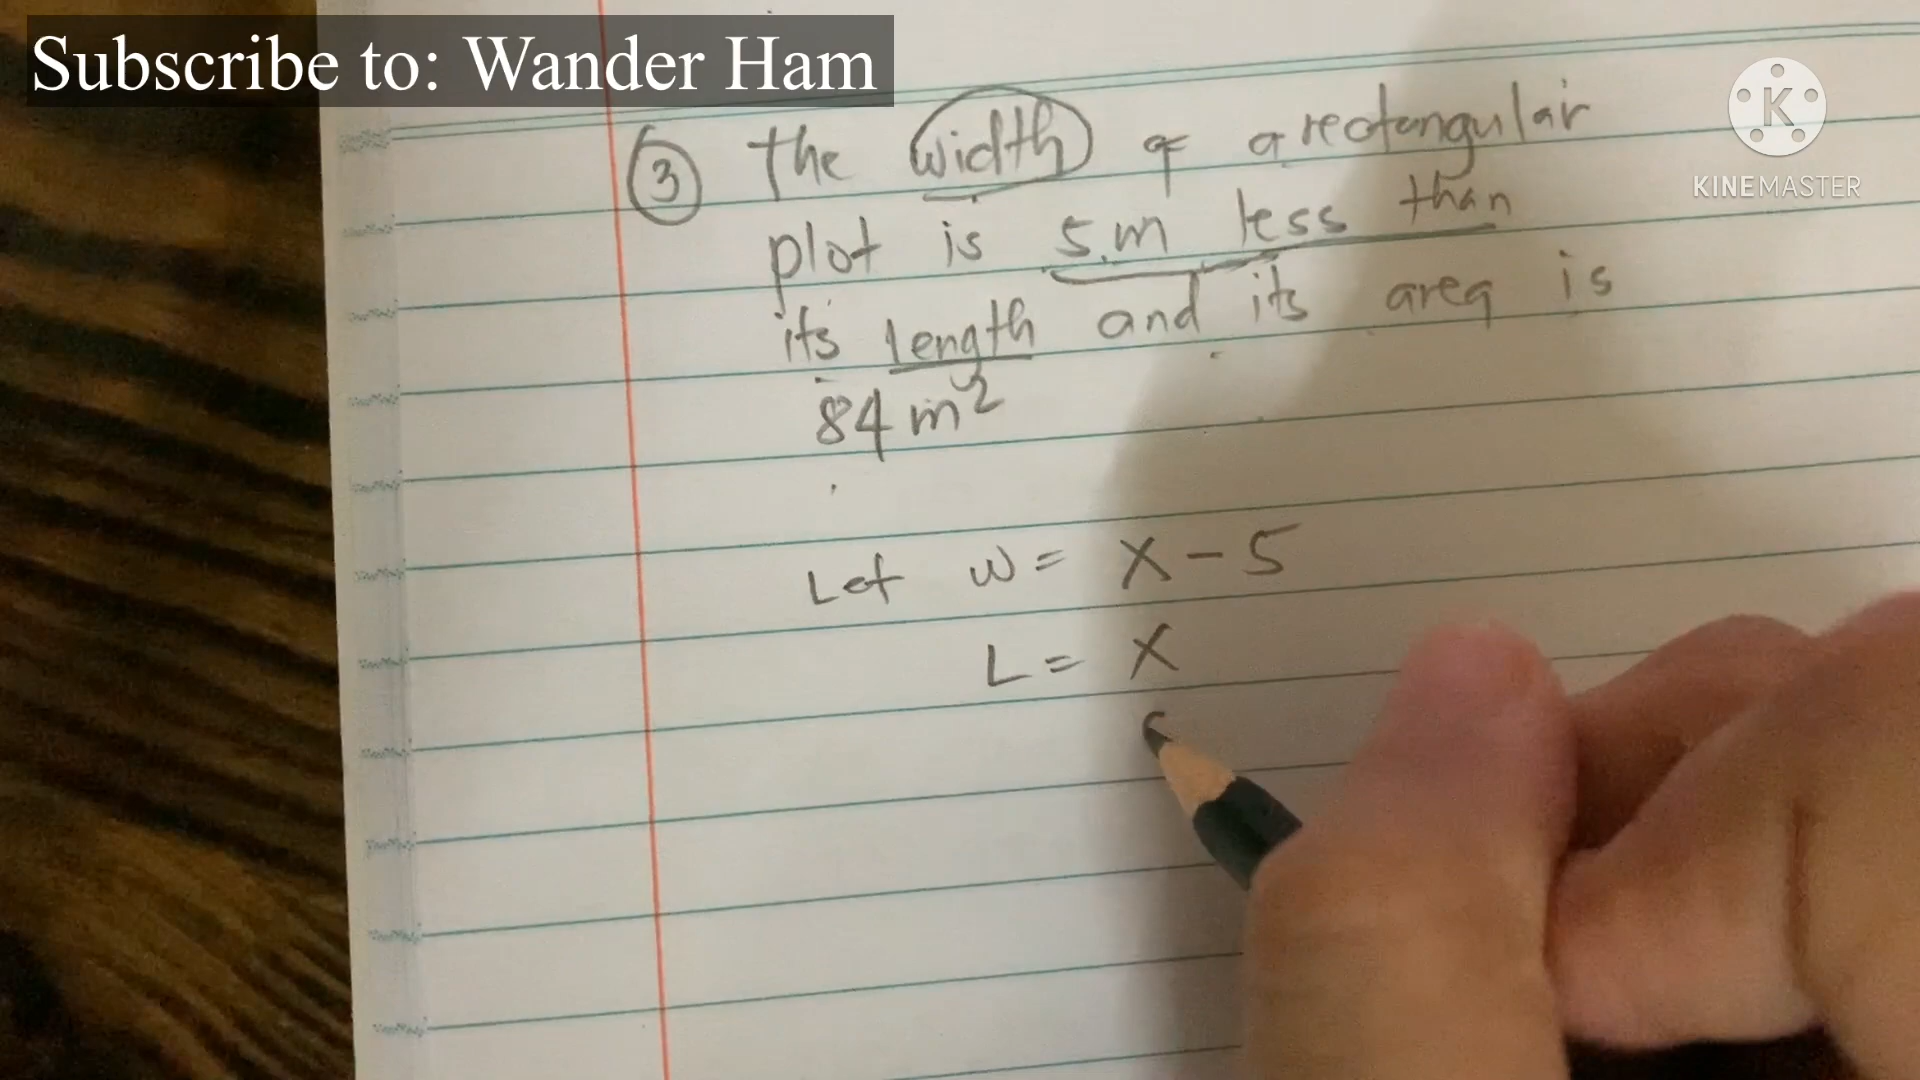 Subscribe to: Wander Ham
KINEMASTER
③ The width of a rectangular
plot is 5.m less than
its length and its area is
84 m²
Let w = x - 5
L = x